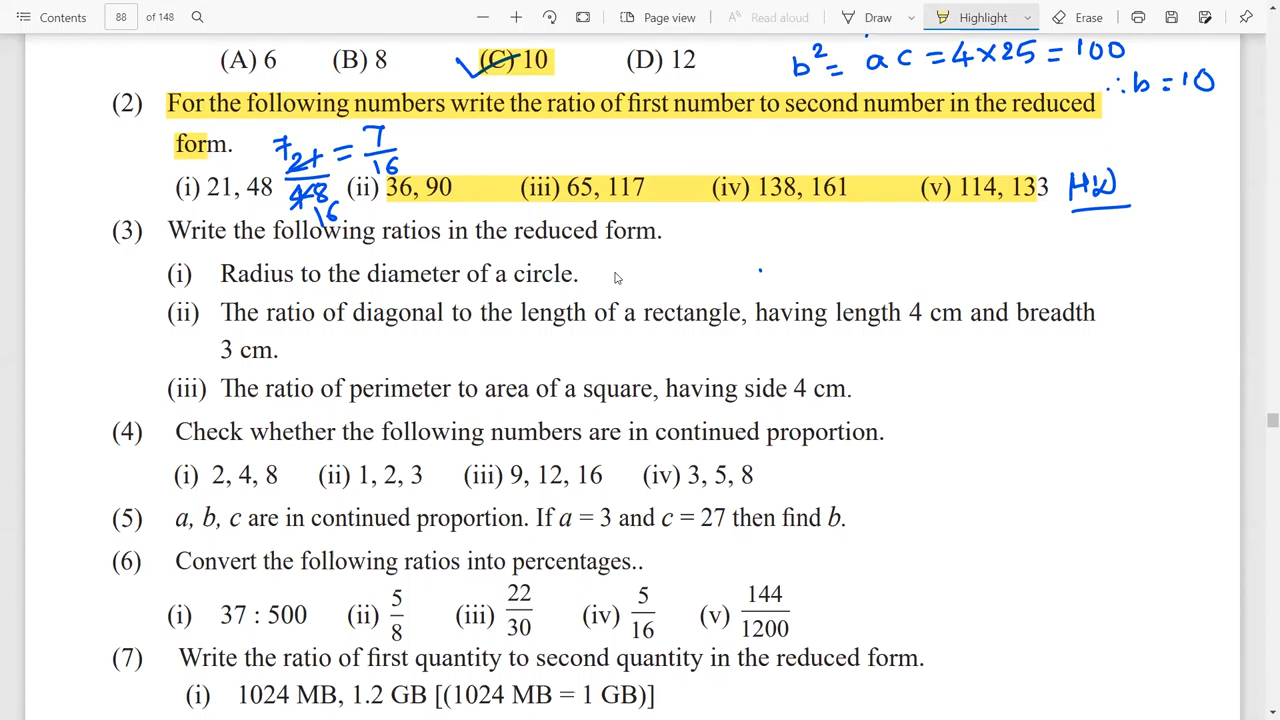 Contents
88 of 148
Page view
Read aloud
Draw
Highlight
Erase
(A) 6 (B) 8 (C) 10 (D) 12
b² = ac = 4×25 = 100
∴ b = 10
(2) For the following numbers write the ratio of first number to second number in the reduced
form.
7 21/48 16 = 7/16
(i) 21, 48 (ii) 36, 90 (iii) 65, 117 (iv) 138, 161 (v) 114, 133 HW
(3) Write the following ratios in the reduced form.
(i) Radius to the diameter of a circle.
(ii) The ratio of diagonal to the length of a rectangle, having length 4 cm and breadth
3 cm.
(iii) The ratio of perimeter to area of a square, having side 4 cm.
(4) Check whether the following numbers are in continued proportion.
(i) 2, 4, 8 (ii) 1, 2, 3 (iii) 9, 12, 16 (iv) 3, 5, 8
(5) a, b, c are in continued proportion. If a = 3 and c = 27 then find b.
(6) Convert the following ratios into percentages..
(i) 37 : 500 (ii) 5/8 (iii) 22/30 (iv) 5/16 (v) 144/1200
(7) Write the ratio of first quantity to second quantity in the reduced form.
(i) 1024 MB, 1.2 GB [(1024 MB = 1 GB)]